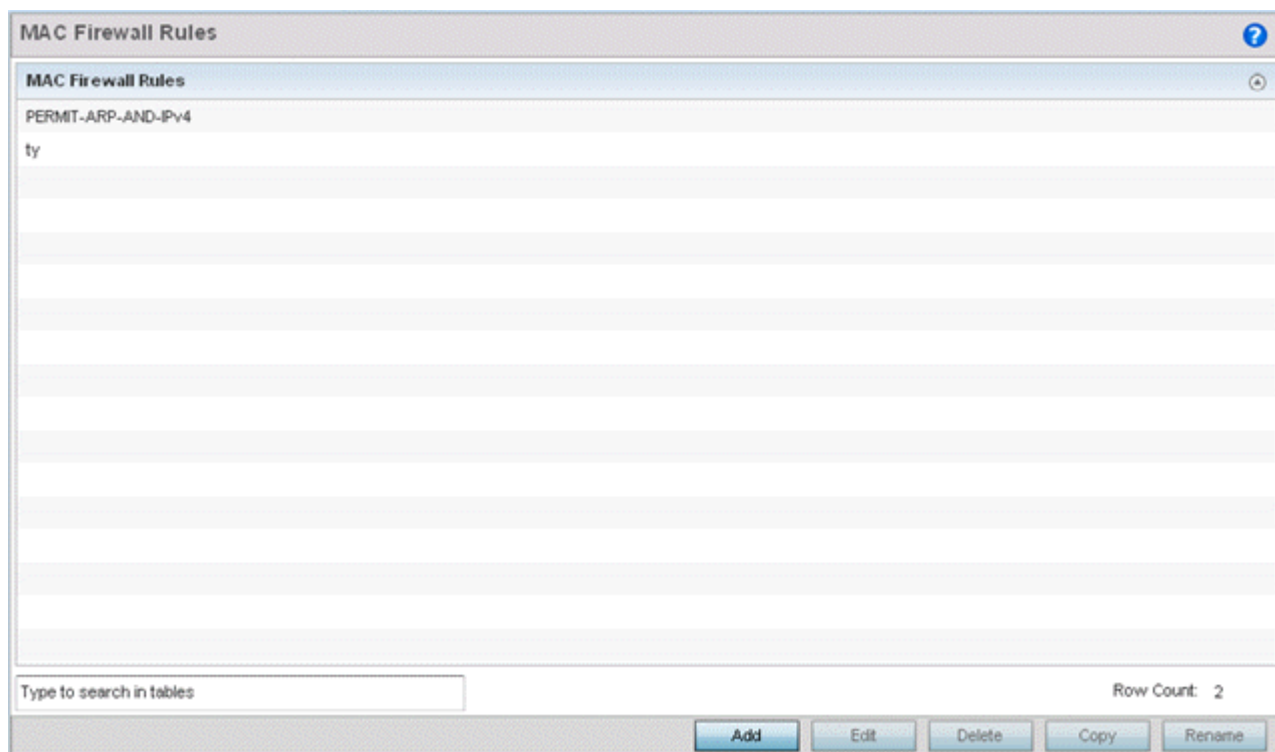 MAC Firewall Rules
?
MAC Firewall Rules
PERMIT-ARP-AND-IPv4
ty
Type to search in tables
Row Count: 2
Add Edit Delete Copy Rename